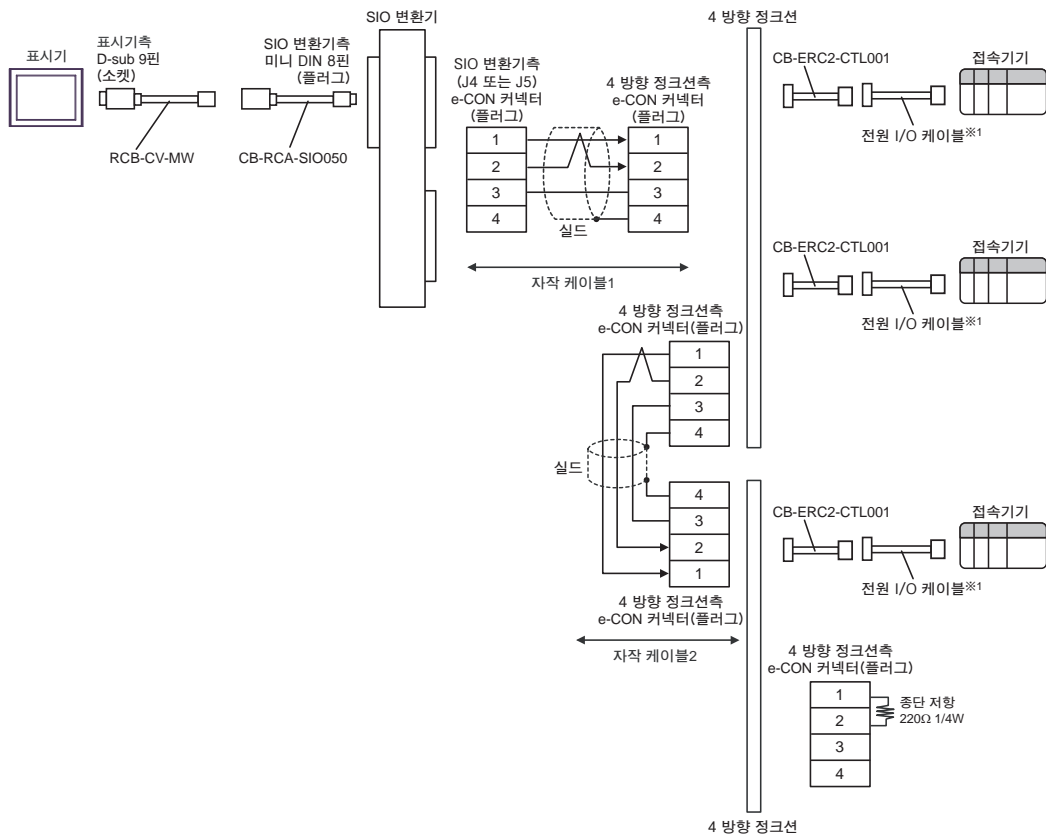 표시기
표시기측
D-sub 9핀
(소켓)
RCB-CV-MW
SIO 변환기측
미니 DIN 8핀
(플러그)
CB-RCA-SIO050
SIO 변환기
SIO 변환기측
(J4 또는 J5)
e-CON 커넥터
(플러그)
1
2
3
4
4 방향 정크션측
e-CON 커넥터
(플러그)
1
2
3
4
실드
자작 케이블1
4 방향 정크션
CB-ERC2-CTL001
접속기기
전원 I/O 케이블※1
CB-ERC2-CTL001
접속기기
전원 I/O 케이블※1
4 방향 정크션측
e-CON 커넥터(플러그)
1
2
3
4
실드
4
3
2
1
4 방향 정크션측
e-CON 커넥터(플러그)
자작 케이블2
CB-ERC2-CTL001
접속기기
전원 I/O 케이블※1
4 방향 정크션측
e-CON 커넥터(플러그)
1
2
3
4
종단 저항
220Ω 1/4W
4 방향 정크션